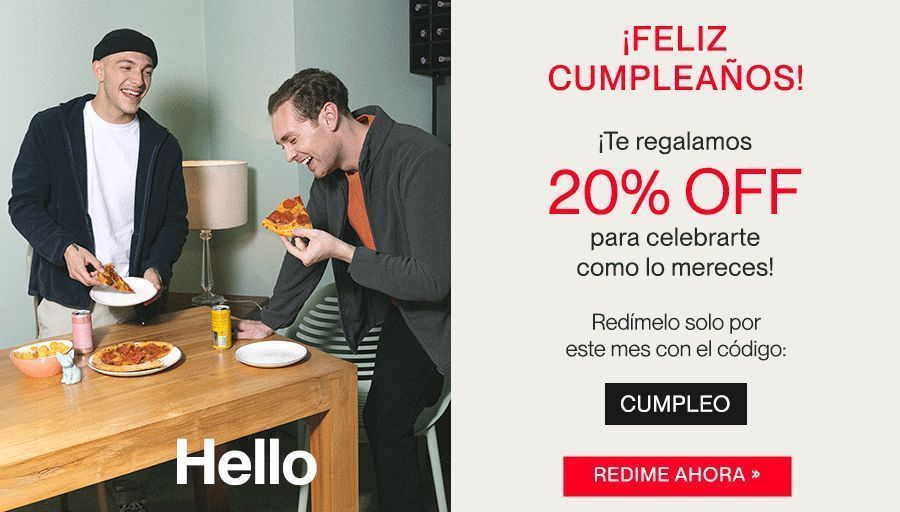 Hello
¡FELIZ
CUMPLEAÑOS!
¡Te regalamos
20% OFF
para celebrarte
como lo mereces!
Redímelo solo por
este mes con el código:
CUMPLEO
REDIME AHORA »